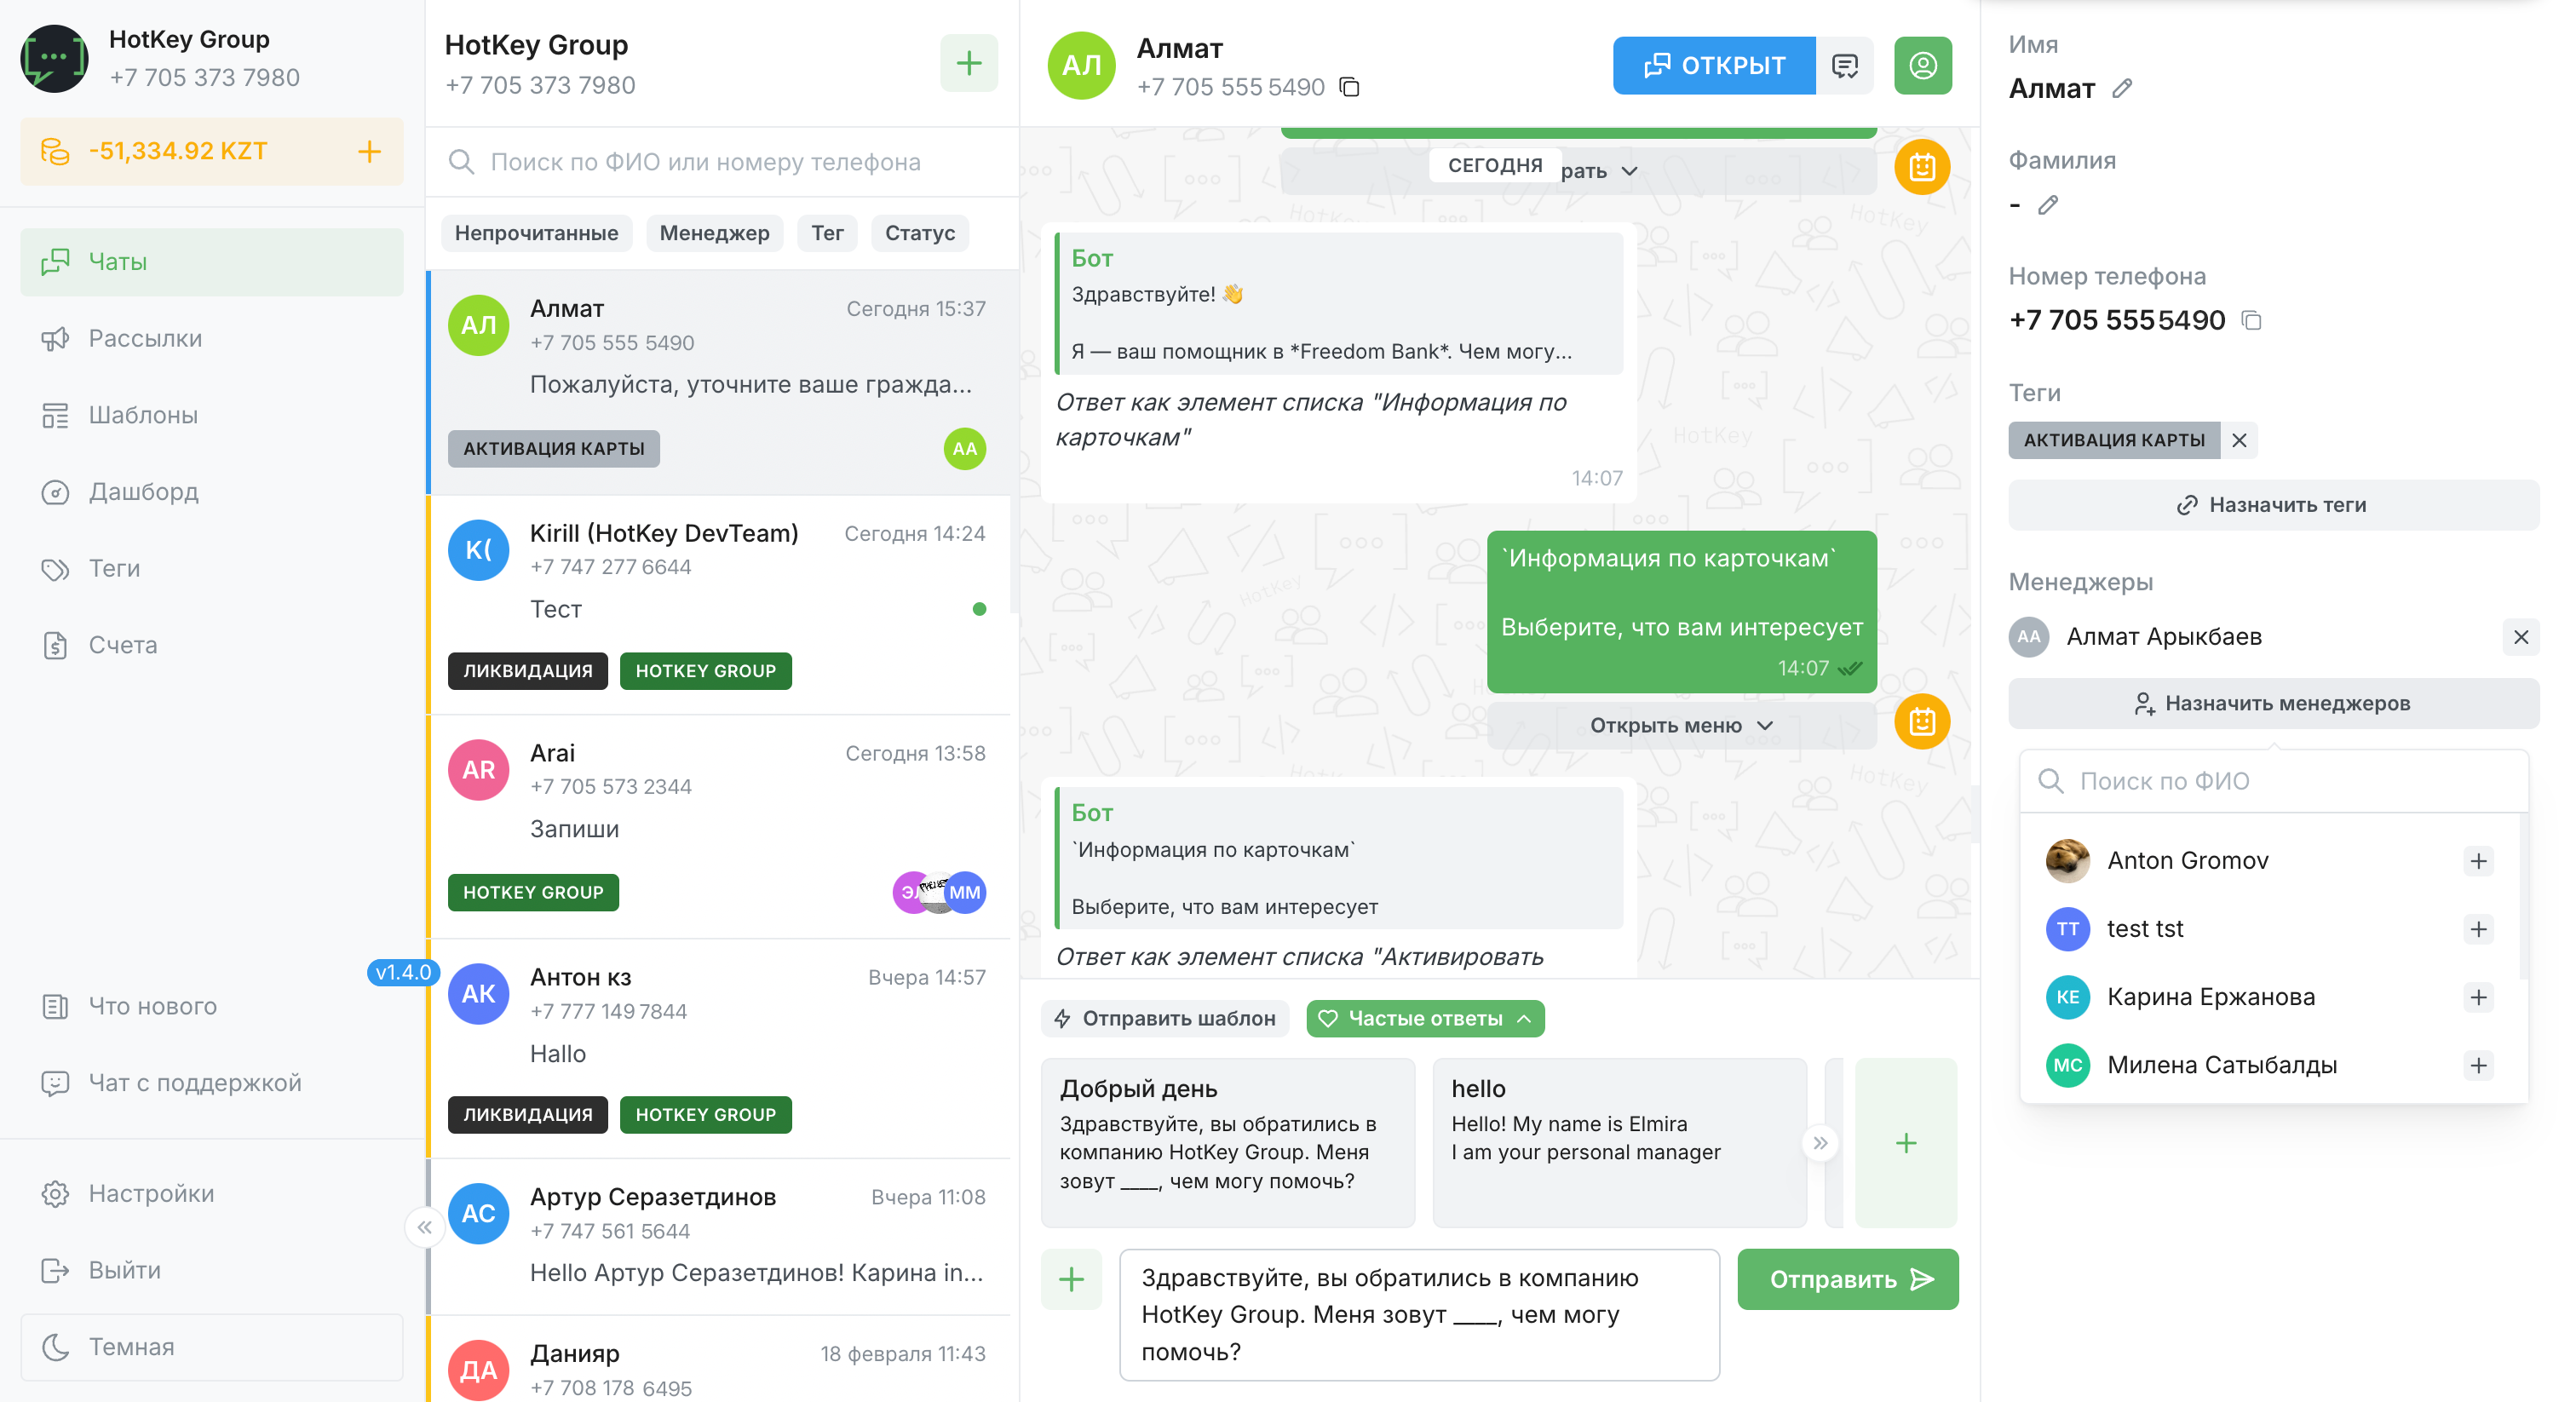 HotKey Group
+7 705 373 7980
-51,334.92 KZT
Чаты
Рассылки
Шаблоны
Дашборд
Теги
Счета
v1.4.0
Что нового
Чат с поддержкой
Настройки
Выйти
Темная
HotKey Group
+7 705 373 7980
Поиск по ФИО или номеру телефона
Непрочитанные
Менеджер
Тег
Статус
АЛ
Алмат
Сегодня 15:37
+7 705 555 5490
Пожалуйста, уточните ваше гражда...
АКТИВАЦИЯ КАРТЫ
АА
К(
Kirill (HotKey DevTeam)
Сегодня 14:24
+7 747 277 6644
Тест
ЛИКВИДАЦИЯ
HOTKEY GROUP
AR
Arai
Сегодня 13:58
+7 705 573 2344
Запиши
HOTKEY GROUP
ММ
АК
Антон кз
Вчера 14:57
+7 777 149 7844
Hallo
ЛИКВИДАЦИЯ
HOTKEY GROUP
АС
Артур Серазетдинов
Вчера 11:08
+7 747 561 5644
Hello Артур Серазетдинов! Карина in...
ДА
Данияр
18 февраля 11:43
+7 708 178 6495
АЛ
Алмат
+7 705 555 5490
ОТКРЫТ
СЕГОДНЯ
рать
Бот
Здравствуйте! 👋
Я — ваш помощник в *Freedom Bank*. Чем могу...
Ответ как элемент списка "Информация по
карточкам"
14:07
`Информация по карточкам`
Выберите, что вам интересует
14:07
Открыть меню
Бот
`Информация по карточкам`
Выберите, что вам интересует
Ответ как элемент списка "Активировать
Отправить шаблон
Частые ответы
Добрый день
Здравствуйте, вы обратились в
компанию HotKey Group. Меня
зовут ____, чем могу помочь?
hello
Hello! My name is Elmira
I am your personal manager
Здравствуйте, вы обратились в компанию
HotKey Group. Меня зовут ____, чем могу
помочь?
Отправить
Имя
Алмат
Фамилия
-
Номер телефона
+7 705 555 5490
Теги
АКТИВАЦИЯ КАРТЫ
Назначить теги
Менеджеры
АА
Алмат Арыкбаев
Назначить менеджеров
Поиск по ФИО
Anton Gromov
TT
test tst
КЕ
Карина Ержанова
МС
Милена Сатыбалды